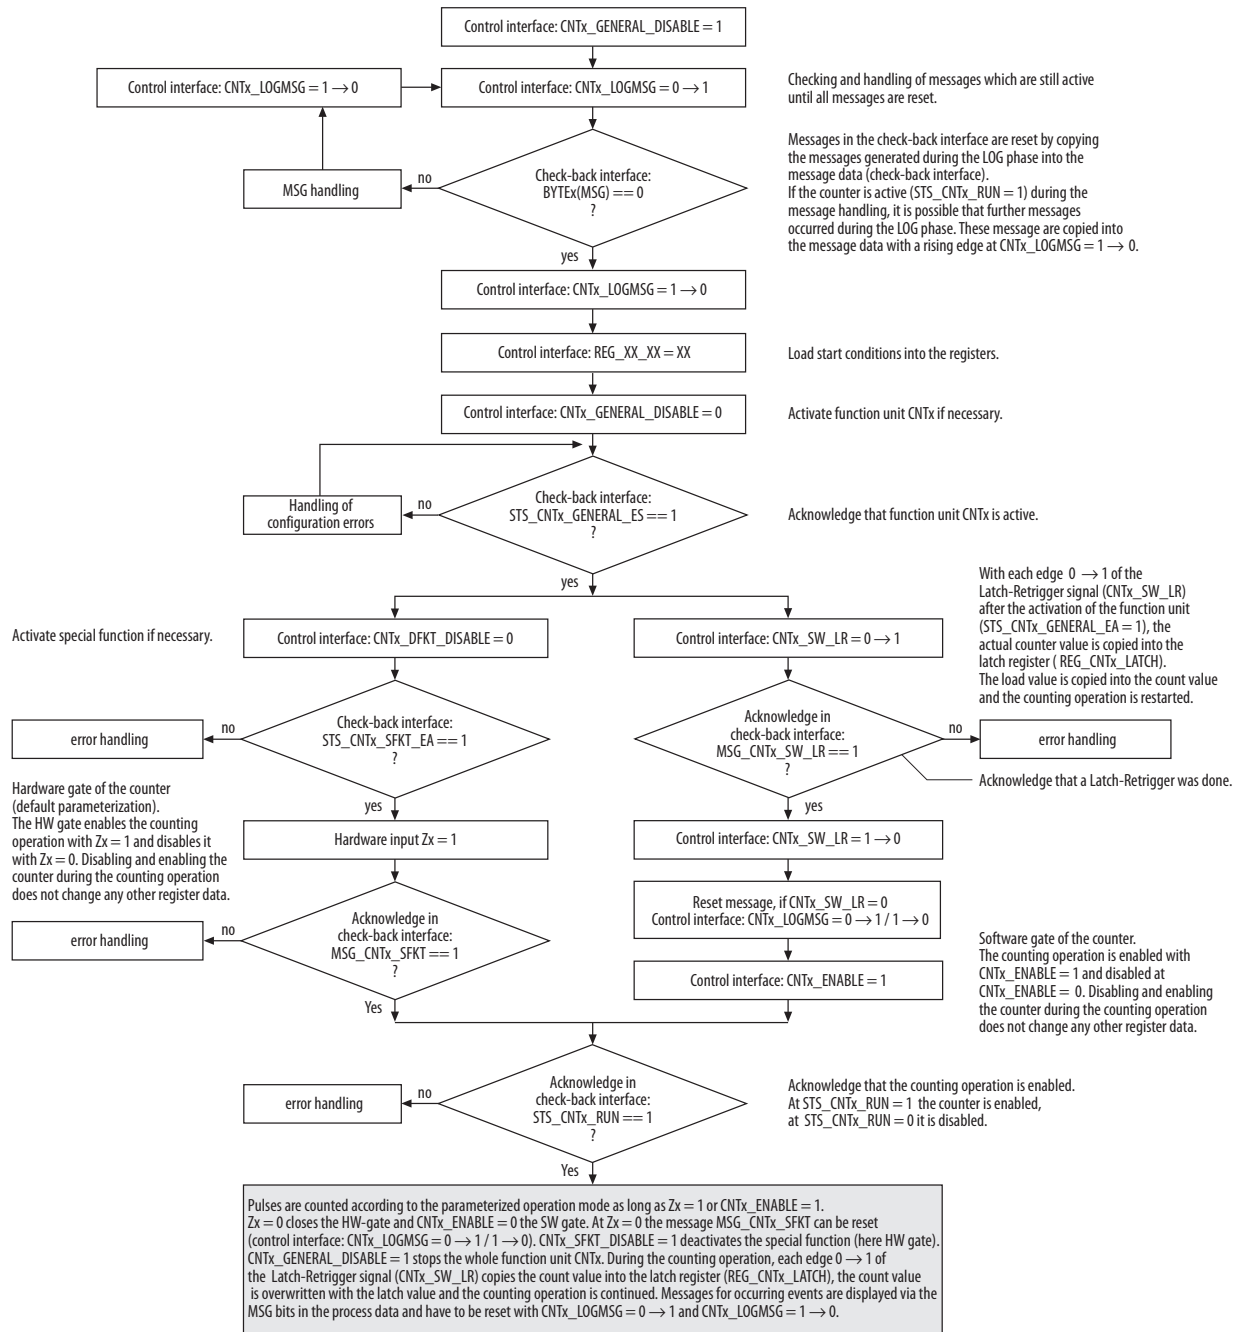 Control interface: CNTx_GENERAL_DISABLE = 1
Control interface: CNTx_LOGMSG = 1 → 0
Control interface: CNTx_LOGMSG = 0 → 1
Checking and handling of messages which are still active
until all messages are reset.
MSG handling
no
Check-back interface:
BYTEx(MSG) == 0
?
yes
Messages in the check-back interface are reset by copying
the messages generated during the LOG phase into the
message data (check-back interface).
If the counter is active (STS_CNTx_RUN = 1) during the
message handling, it is possible that further messages
occurred during the LOG phase. These message are copied into
the message data with a rising edge at CNTx_LOGMSG = 1 → 0.
Control interface: CNTx_LOGMSG = 1 → 0
Control interface: REG_XX_XX = XX
Load start conditions into the registers.
Control interface: CNTx_GENERAL_DISABLE = 0
Activate function unit CNTx if necessary.
Handling of
configuration errors
no
Check-back interface:
STS_CNTx_GENERAL_ES == 1
?
yes
Acknowledge that function unit CNTx is active.
Activate special function if necessary.
Control interface: CNTx_DFKT_DISABLE = 0
Control interface: CNTx_SW_LR = 0 → 1
With each edge 0 → 1 of the
Latch-Retrigger signal (CNTx_SW_LR)
after the activation of the function unit
(STS_CNTx_GENERAL_EA = 1), the
actual counter value is copied into the
latch register ( REG_CNTx_LATCH).
The load value is copied into the count value
and the counting operation is restarted.
error handling
no
Check-back interface:
STS_CNTx_SFKT_EA == 1
?
yes
Acknowledge in
check-back interface:
MSG_CNTx_SW_LR == 1
?
yes
no
error handling
Acknowledge that a Latch-Retrigger was done.
Hardware gate of the counter
(default parameterization).
The HW gate enables the counting
operation with Zx = 1 and disables it
with Zx = 0. Disabling and enabling the
counter during the counting operation
does not change any other register data.
Hardware input Zx = 1
Control interface: CNTx_SW_LR = 1 → 0
error handling
no
Acknowledge in
check-back interface:
MSG_CNTx_SFKT == 1
?
Yes
Reset message, if CNTx_SW_LR = 0
Control interface: CNTx_LOGMSG = 0 → 1 / 1 → 0
Control interface: CNTx_ENABLE = 1
Software gate of the counter.
The counting operation is enabled with
CNTx_ENABLE = 1 and disabled at
CNTx_ENABLE = 0. Disabling and enabling
the counter during the counting operation
does not change any other register data.
error handling
no
Acknowledge in
check-back interface:
STS_CNTx_RUN == 1
?
Yes
Acknowledge that the counting operation is enabled.
At STS_CNTx_RUN = 1 the counter is enabled,
at STS_CNTx_RUN = 0 it is disabled.
Pulses are counted according to the parameterized operation mode as long as Zx = 1 or CNTx_ENABLE = 1.
Zx = 0 closes the HW-gate and CNTx_ENABLE = 0 the SW gate. At Zx = 0 the message MSG_CNTx_SFKT can be reset
(control interface: CNTx_LOGMSG = 0 → 1 / 1 → 0). CNTx_SFKT_DISABLE = 1 deactivates the special function (here HW gate).
CNTx_GENERAL_DISABLE = 1 stops the whole function unit CNTx. During the counting operation, each edge 0 → 1 of
the Latch-Retrigger signal (CNTx_SW_LR) copies the count value into the latch register (REG_CNTx_LATCH), the count value
is overwritten with the latch value and the counting operation is continued. Messages for occurring events are displayed via the
MSG bits in the process data and have to be reset with CNTx_LOGMSG = 0 → 1 and CNTx_LOGMSG = 1 → 0.